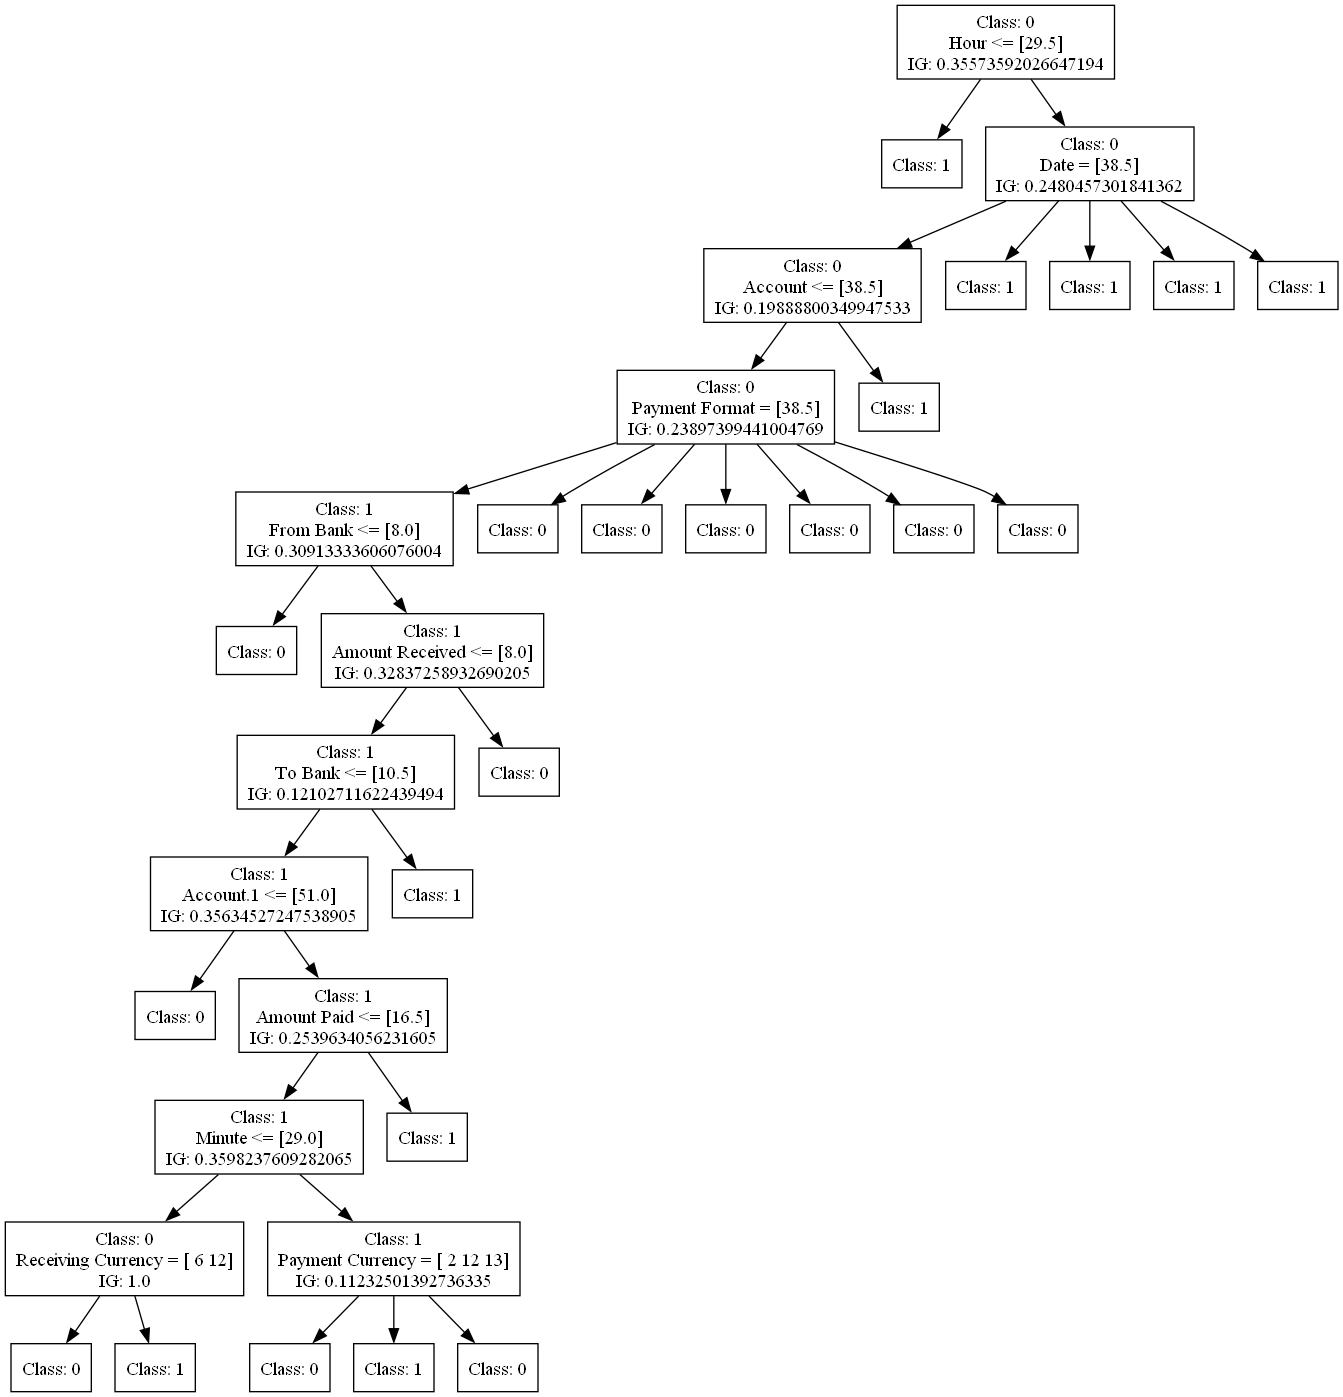 Class: 0
Hour <= [29.5]
IG: 0.35573592026647194
Class: 1
Class: 0
Date = [38.5]
IG: 0.2480457301841362
Class: 0
Account <= [38.5]
IG: 0.19888800349947533
Class: 1
Class: 1
Class: 1
Class: 1
Class: 0
Payment Format = [38.5]
IG: 0.23897399441004769
Class: 1
Class: 1
From Bank <= [8.0]
IG: 0.30913333606076004
Class: 0
Class: 0
Class: 0
Class: 0
Class: 0
Class: 0
Class: 0
Class: 1
Amount Received <= [8.0]
IG: 0.32837258932690205
Class: 1
To Bank <= [10.5]
IG: 0.12102711622439494
Class: 0
Class: 1
Account.1 <= [51.0]
IG: 0.35634527247538905
Class: 1
Class: 0
Class: 1
Amount Paid <= [16.5]
IG: 0.2539634056231605
Class: 1
Minute <= [29.0]
IG: 0.3598237609282065
Class: 1
Class: 0
Receiving Currency = [ 6 12]
IG: 1.0
Class: 1
Payment Currency = [ 2 12 13]
IG: 0.11232501392736335
Class: 0
Class: 1
Class: 0
Class: 1
Class: 0